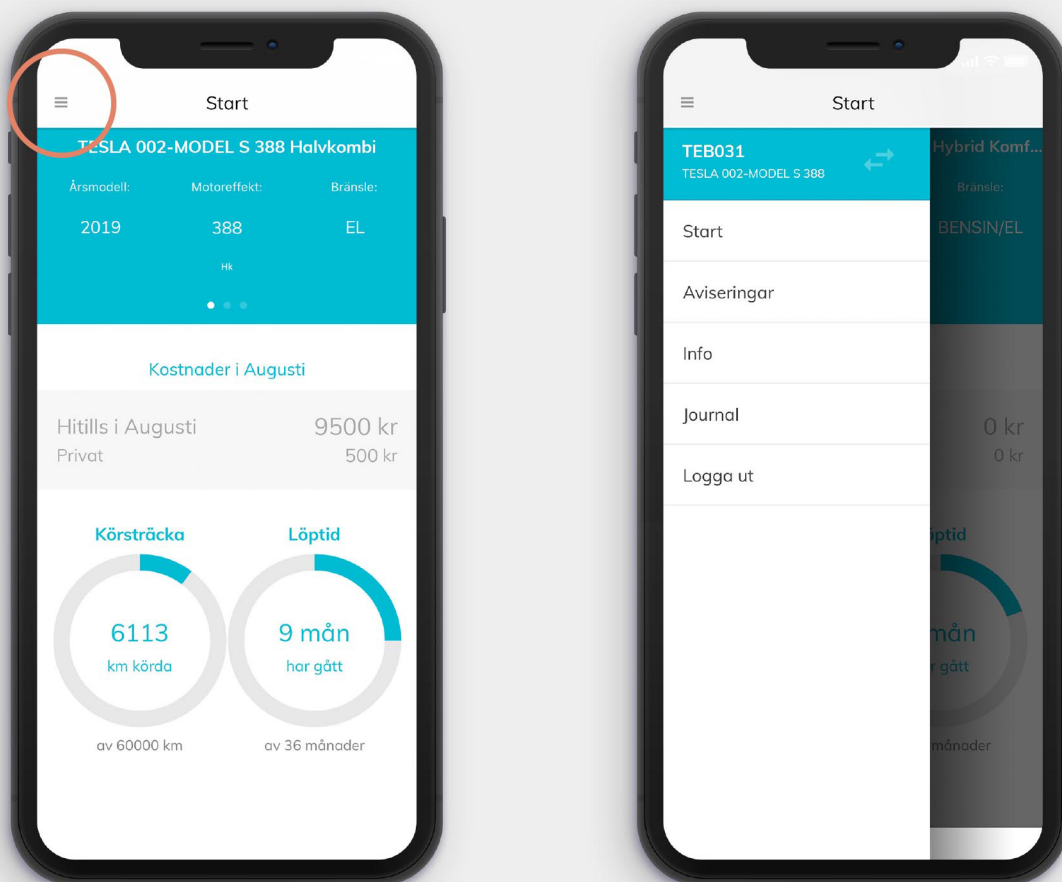 Start
TESLA 002-MODEL S 388 Halvkombi
Årsmodell: Motoreffekt: Bränsle:
2019 388 EL
Hk
Kostnader i Augusti
Hitills i Augusti 9500 kr
Privat 500 kr
Körsträcka Löptid
6113 9 mån
km körda har gått
av 60000 km av 36 månader
Start
TEB031
TESLA 002-MODEL S 388
Hybrid Komf...
Bränsle:
BENSIN/EL
Start
Aviseringar
Info
Journal
Logga ut
0 kr
0 kr
öptid
mån
r gått
månader